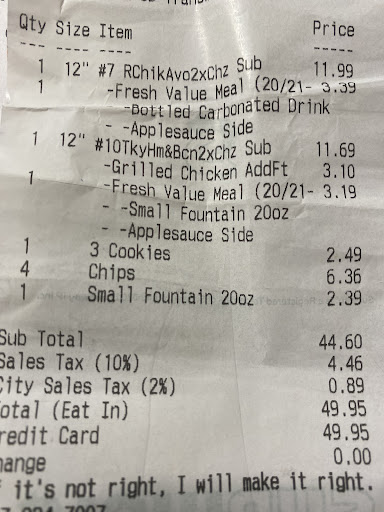 Qty Size Item Price
--- ---- ---- -----
1 12" #7 RChikAvo2xChz Sub 11.99
1 -Fresh Value Meal (20/21- 3.39
-Bottled Carbonated Drink
- -Applesauce Side
1 12" #10TkyHm&Bcn2xChz Sub 11.69
-Grilled Chicken AddFt 3.10
1 -Fresh Value Meal (20/21- 3.19
- -Small Fountain 20oz
- -Applesauce Side
1 3 Cookies 2.49
4 Chips 6.36
1 Small Fountain 20oz 2.39
Sub Total 44.60
Sales Tax (10%) 4.46
City Sales Tax (2%) 0.89
otal (Eat In) 49.95
redit Card 49.95
hange 0.00
it's not right, I will make it right.